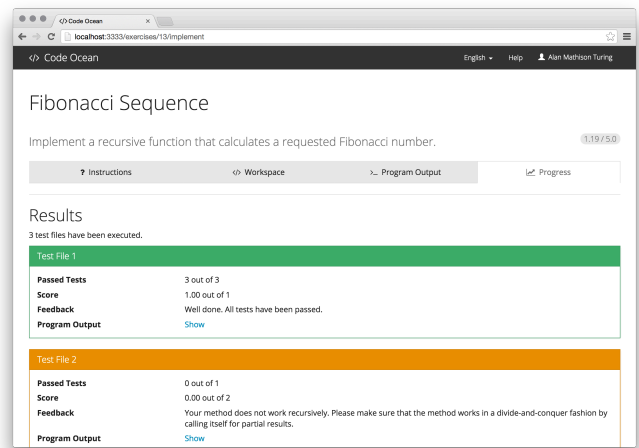 </> Code Ocean
localhost:3333/exercises/13/implement
</> Code Ocean English Help Alan Mathison Turing
Fibonacci Sequence
Implement a recursive function that calculates a requested Fibonacci number. 1.19 / 5.0
? Instructions </> Workspace >_ Program Output Progress
Results
3 test files have been executed.
Test File 1
Passed Tests 3 out of 3
Score 1.00 out of 1
Feedback Well done. All tests have been passed.
Program Output Show
Test File 2
Passed Tests 0 out of 1
Score 0.00 out of 2
Feedback Your method does not work recursively. Please make sure that the method works in a divide-and-conquer fashion by
calling itself for partial results.
Program Output Show